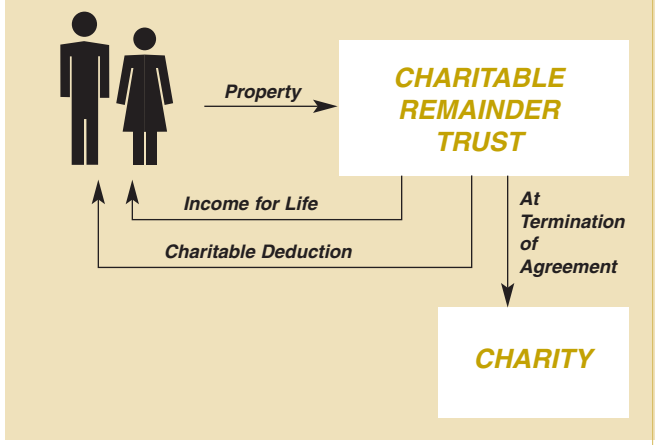 Property
CHARITABLE
REMAINDER
TRUST
Income for Life
Charitable Deduction
At
Termination
of
Agreement
CHARITY